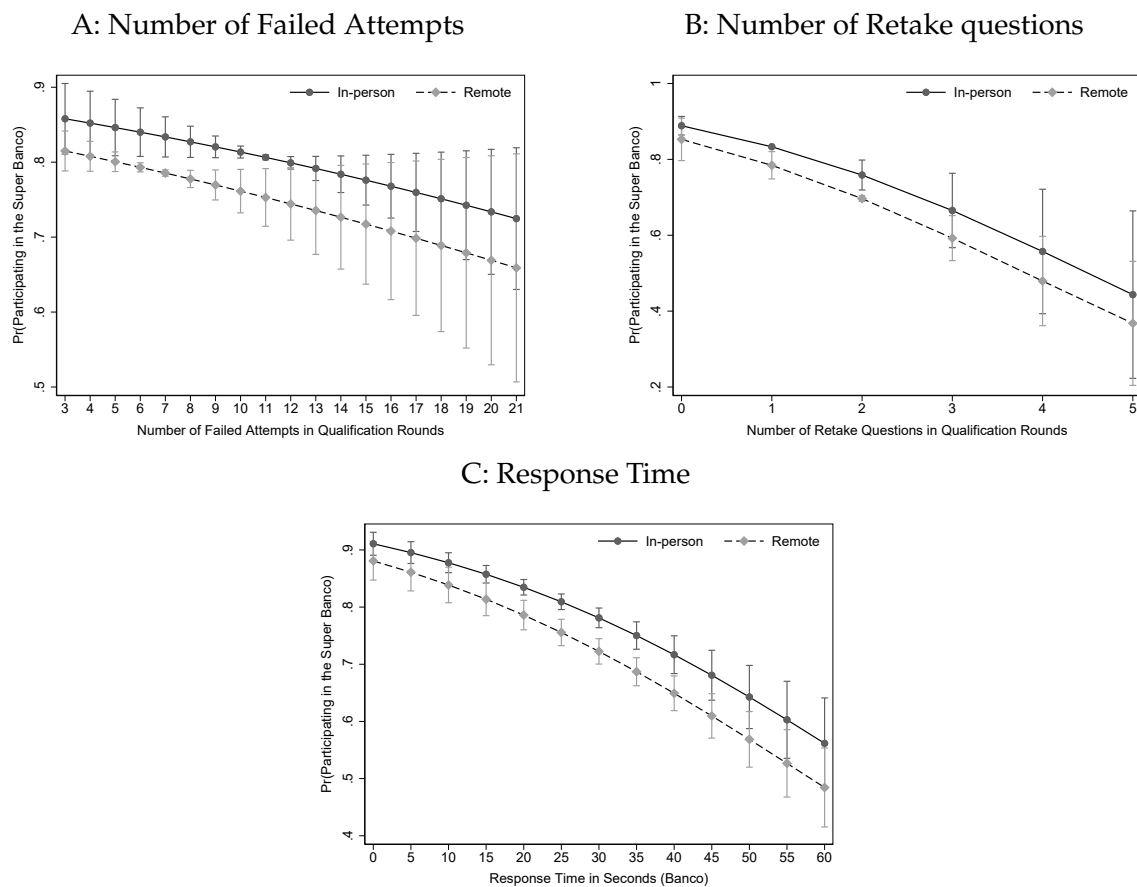 A: Number of Failed Attempts
B: Number of Retake questions
In-person
Remote
Pr(Participating in the Super Banco)
.5 .6 .7 .8 .9
3 4 5 6 7 8 9 10 11 12 13 14 15 16 17 18 19 20 21
Number of Failed Attempts in Qualification Rounds
In-person
Remote
Pr(Participating in the Super Banco)
.2 .4 .6 .8 1
0 1 2 3 4 5
Number of Retake Questions in Qualification Rounds
C: Response Time
In-person
Remote
Pr(Participating in the Super Banco)
.4 .5 .6 .7 .8 .9
0 5 10 15 20 25 30 35 40 45 50 55 60
Response Time in Seconds (Banco)